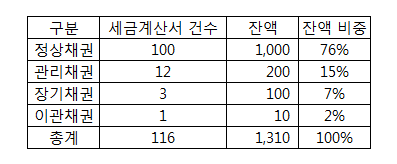 구분 세금계산서 건수 잔액 잔액 비중
정상채권 100 1,000 76%
관리채권 12 200 15%
장기채권 3 100 7%
이관채권 1 10 2%
총계 116 1,310 100%